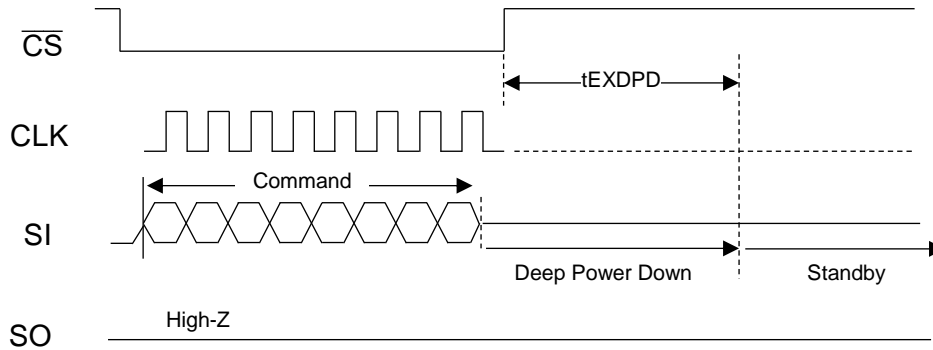 CS
tEXDPD
CLK
Command
SI
Deep Power Down
Standby
High-Z
SO